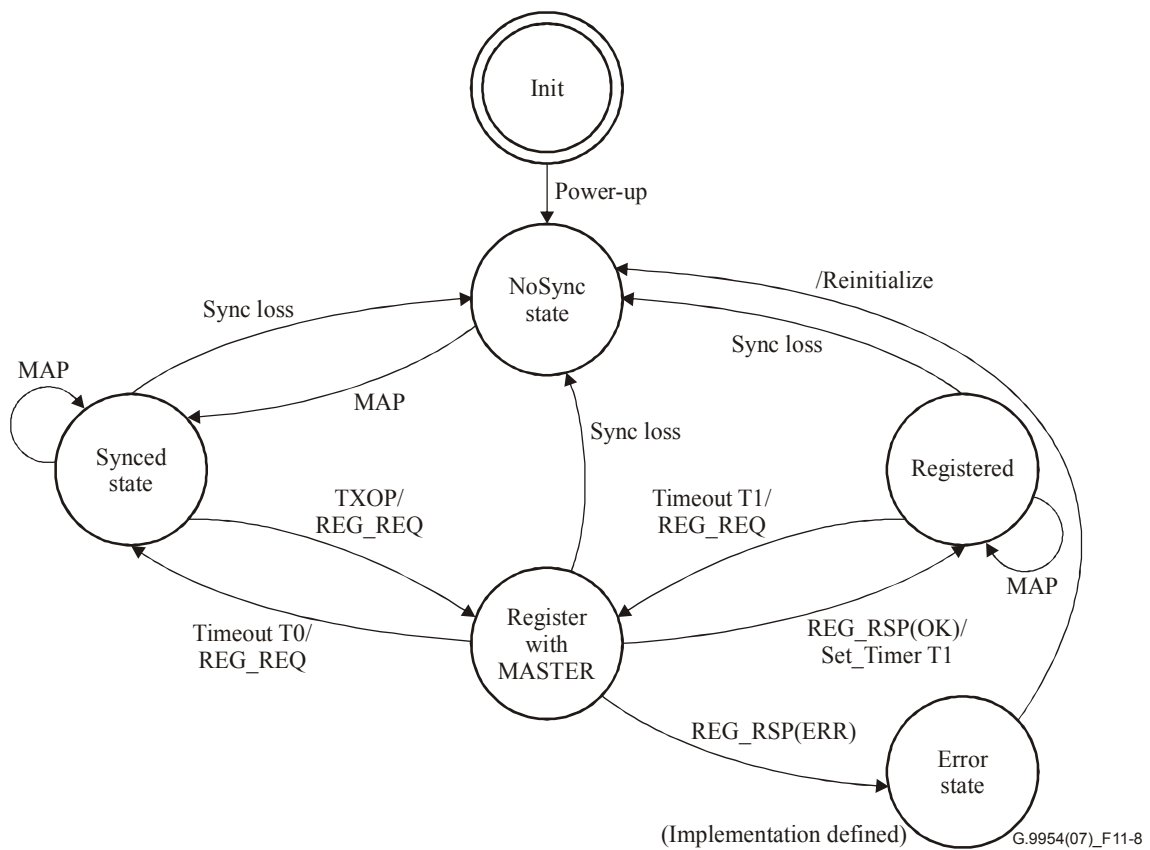 Init
Power-up
NoSync
state
/Reinitialize
Sync loss
Sync loss
MAP
MAP
Sync loss
Synced
state
Registered
TXOP/
REG_REQ
Timeout T1/
REG_REQ
MAP
Register
with
MASTER
Timeout T0/
REG_REQ
REG_RSP(OK)/
Set_Timer T1
REG_RSP(ERR)
Error
state
(Implementation defined)
G.9954(07)_F11-8